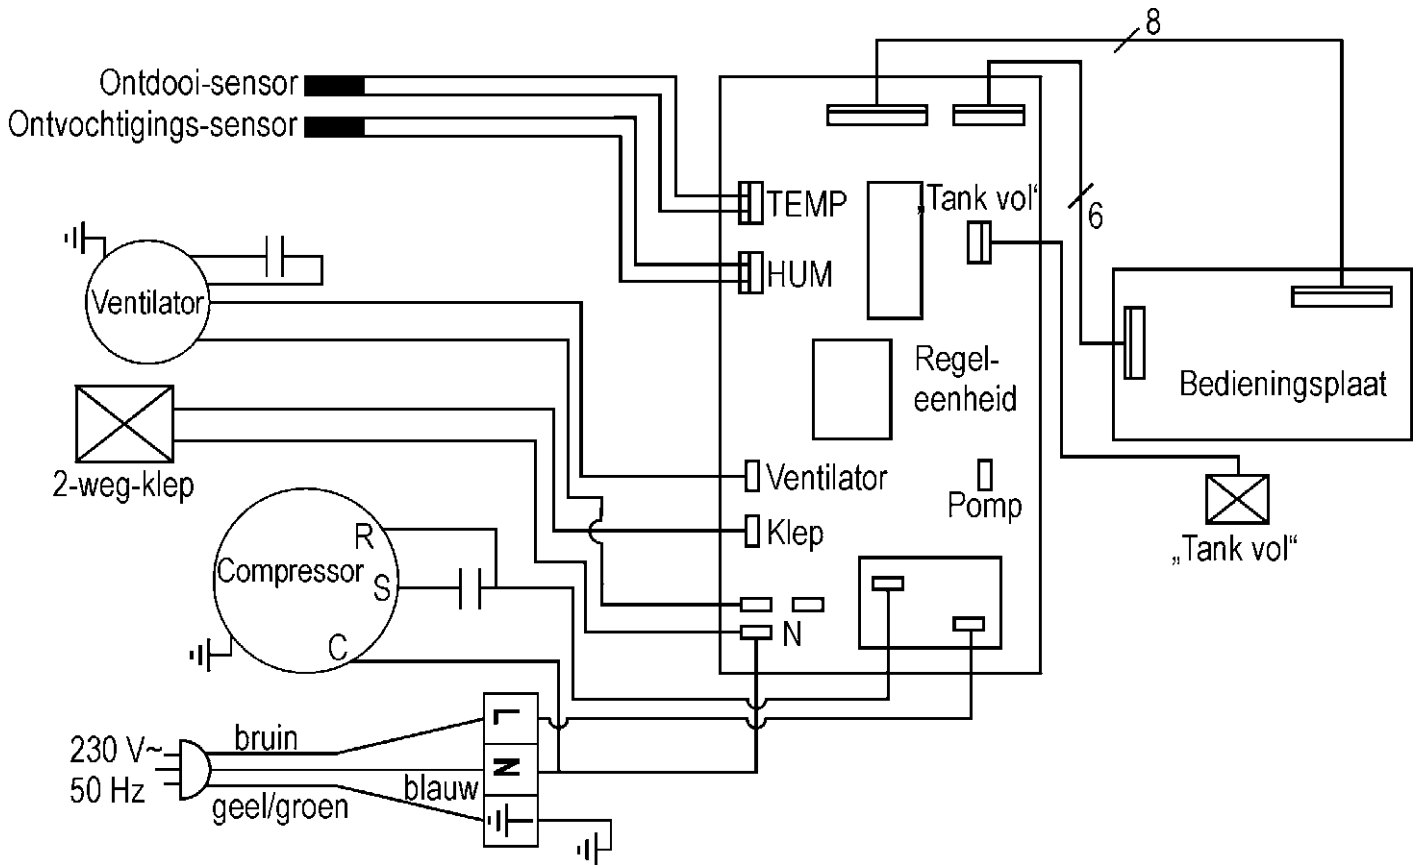 8
Ontdooi-sensor
Ontvochtigings-sensor
TEMP
„Tank vol“
6
HUM
Ventilator
Regel-
eenheid
Bedieningsplaat
2-weg-klep
Ventilator
Pomp
Klep
„Tank vol“
R
Compressor
S
C
N
L
bruin
230 V~
50 Hz
N
blauw
geel/groen